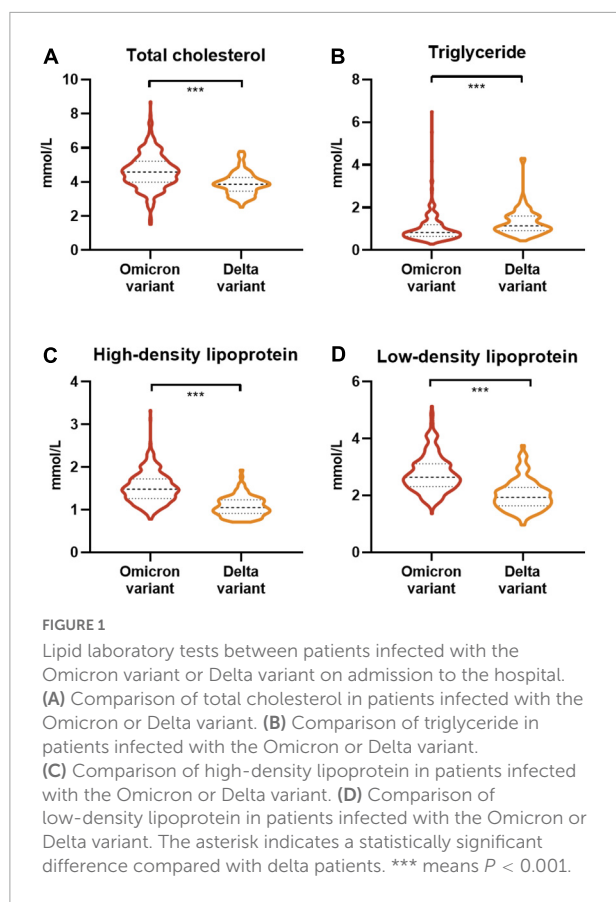 A
Total cholesterol
mmol/L
10
8
6
4
2
0
***
Omicron
variant
Delta
variant
B
Triglyceride
mmol/L
8
6
4
2
0
***
Omicron
variant
Delta
variant
C
High-density lipoprotein
mmol/L
4
3
2
1
0
***
Omicron
variant
Delta
variant
D
Low-density lipoprotein
mmol/L
6
4
2
0
***
Omicron
variant
Delta
variant
FIGURE 1
Lipid laboratory tests between patients infected with the
Omicron variant or Delta variant on admission to the hospital.
(A) Comparison of total cholesterol in patients infected with the
Omicron or Delta variant. (B) Comparison of triglyceride in
patients infected with the Omicron or Delta variant.
(C) Comparison of high-density lipoprotein in patients infected
with the Omicron or Delta variant. (D) Comparison of
low-density lipoprotein in patients infected with the Omicron or
Delta variant. The asterisk indicates a statistically significant
difference compared with delta patients. *** means P < 0.001.